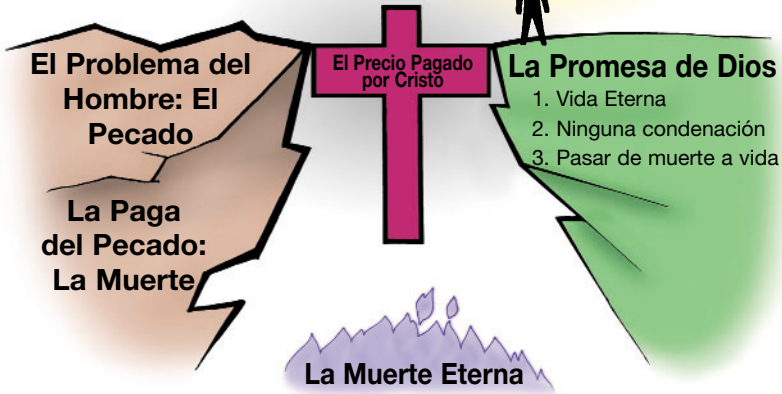 El Problema del
Hombre: El
Pecado
La Paga
del Pecado:
La Muerte
El Precio Pagado
por Cristo
La Promesa de Dios
1. Vida Eterna
2. Ninguna condenación
3. Pasar de muerte a vida
La Muerte Eterna